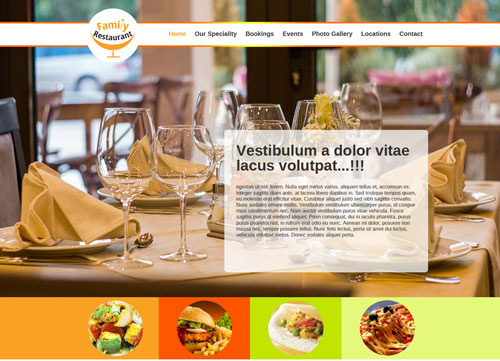 Family
Restaurant
Home Our Speciality Bookings Events Photo Gallery Locations Contact
Vestibulum a dolor vitae
lacus volutpat...!!!
egestas ut nec lorem. Nulla eget metus varius, aliquam tellus et, accumsan ex.
Integer sagittis diam ante, at lacinia libero dapibus in. Sed tristique tempus quam,
eu molestie erat efficitur vitae. Curabitur aliquet justo sed nibh sagittis convallis.
Nunc sodales ornare mollis. Vestibulum vestibulum ullamcorper purus, id congue
risus condimentum nec. Nam auctor vestibulum purus vitae vehicula. Fusce
sagittis purus at eleifend aliquet. Proin consequat, dui in iaculis pharetra, purus
purus pharetra nisi, in rutrum erat odio eu nunc. Aenean mi dolor, posuere non
massa nec, tempor posuere tellus. Nunc felis lectus, porta sit amet dui luctus,
vehicula volutpat metus. Donec sodales aliquet porta.